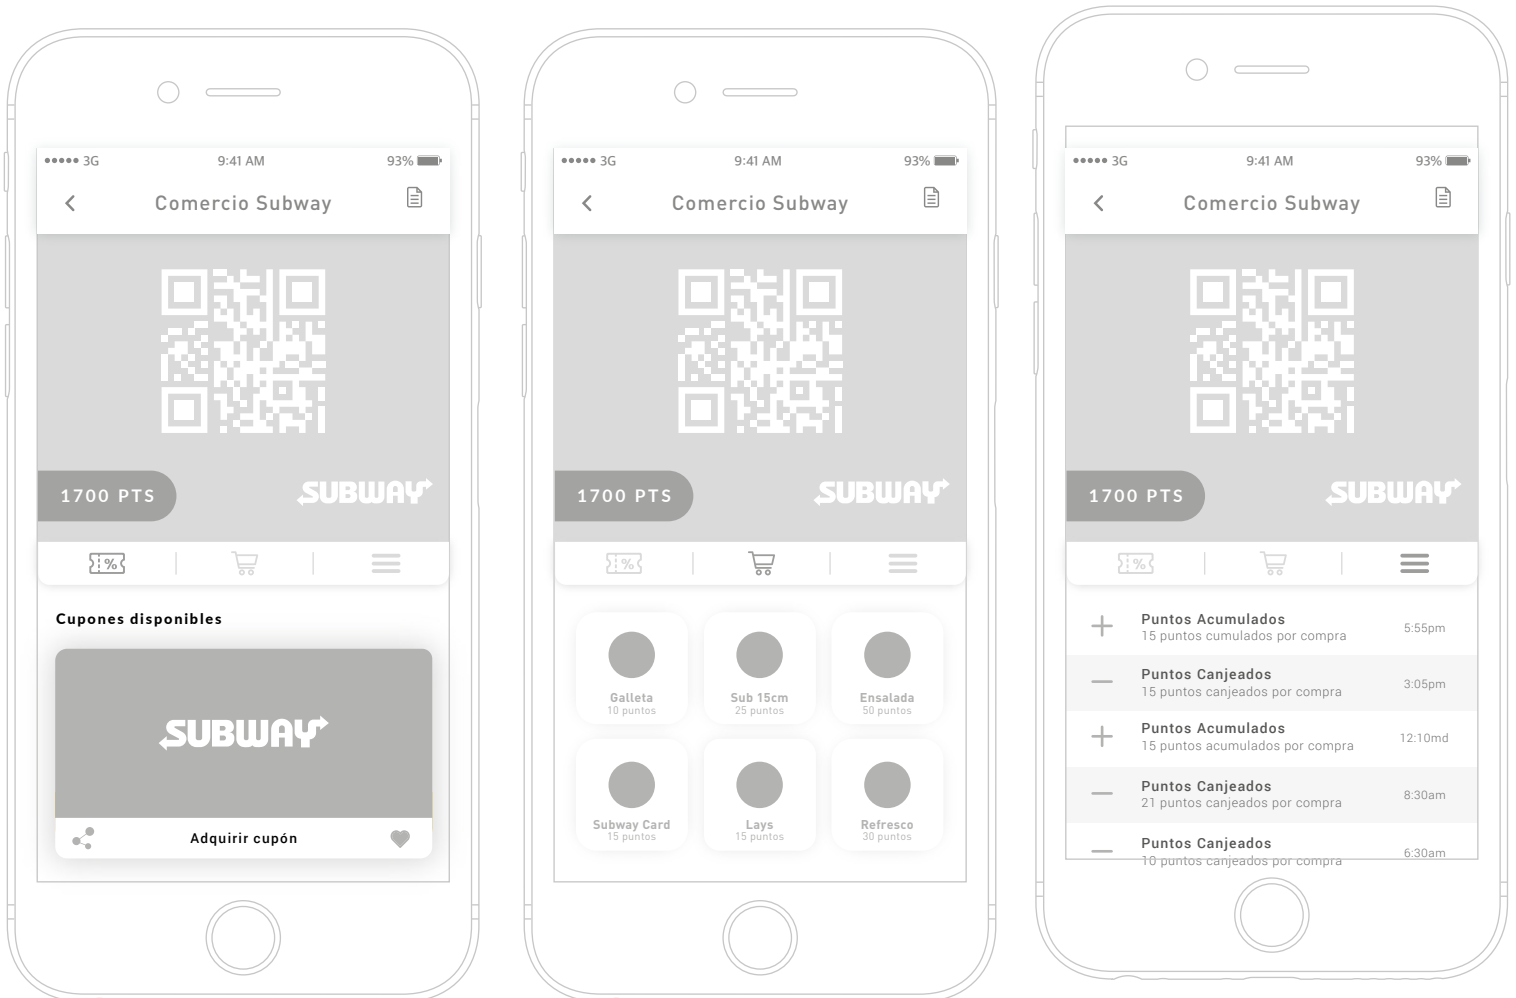 3G 9:41 AM 93%
Comercio Subway
1700 PTS SUBWAY
%
Cupones disponibles
SUBWAY
Adquirir cupón
3G 9:41 AM 93%
Comercio Subway
1700 PTS SUBWAY
%
Galleta Sub 15cm Ensalada
10 puntos 25 puntos 50 puntos
Subway Card Lays Refresco
15 puntos 15 puntos 30 puntos
3G 9:41 AM 93%
Comercio Subway
1700 PTS SUBWAY
%
Puntos Acumulados
15 puntos cumulados por compra 5:55pm
Puntos Canjeados
15 puntos canjeados por compra 3:05pm
Puntos Acumulados
15 puntos acumulados por compra 12:10md
Puntos Canjeados
21 puntos canjeados por compra 8:30am
Puntos Canjeados
10 puntos canjeados por compra 6:30am